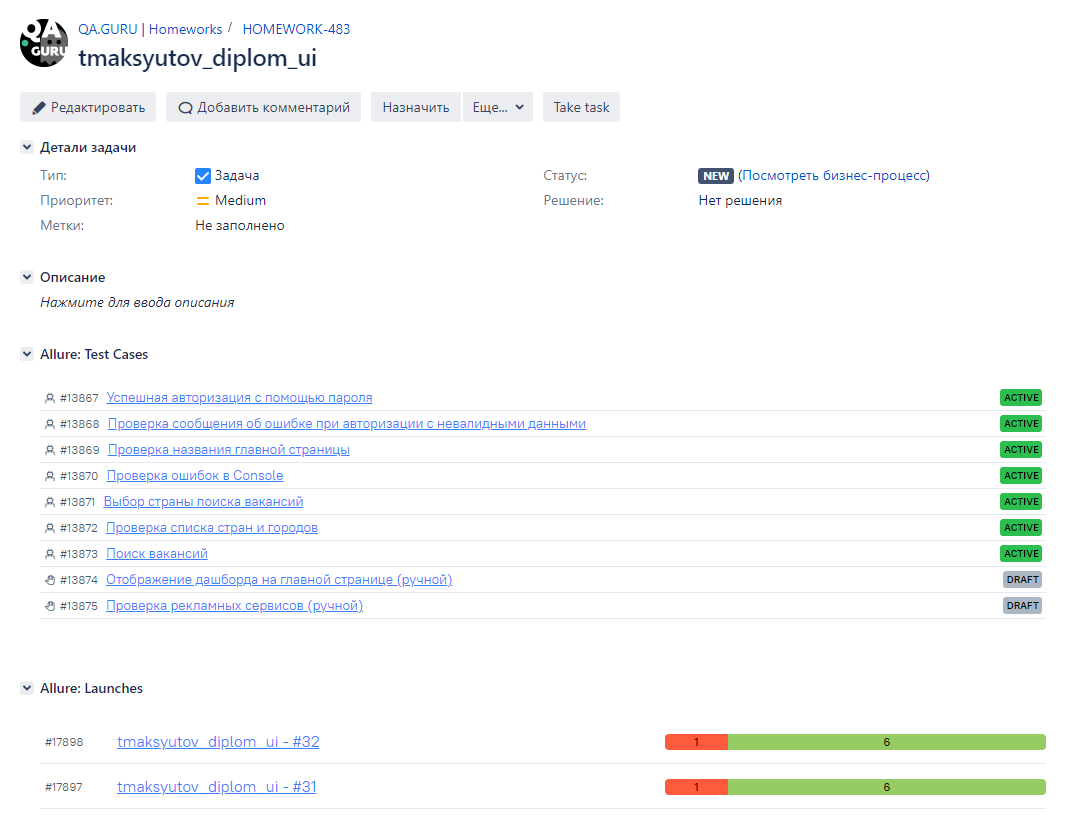 QA GURU
QA.GURU | Homeworks / HOMEWORK-483
tmaksyutov_diplom_ui
Редактировать Добавить комментарий Назначить Еще... Take task
Детали задачи
Тип: Задача Статус: NEW (Посмотреть бизнес-процесс)
Приоритет: Medium Решение: Нет решения
Метки: Не заполнено
Описание
Нажмите для ввода описания
Allure: Test Cases
#13867 Успешная авторизация с помощью пароля ACTIVE
#13868 Проверка сообщения об ошибке при авторизации с невалидными данными ACTIVE
#13869 Проверка названия главной страницы ACTIVE
#13870 Проверка ошибок в Console ACTIVE
#13871 Выбор страны поиска вакансий ACTIVE
#13872 Проверка списка стран и городов ACTIVE
#13873 Поиск вакансий ACTIVE
#13874 Отображение дашборда на главной странице (ручной) DRAFT
#13875 Проверка рекламных сервисов (ручной) DRAFT
Allure: Launches
#17898 tmaksyutov_diplom_ui - #32 1 6
#17897 tmaksyutov_diplom_ui - #31 1 6